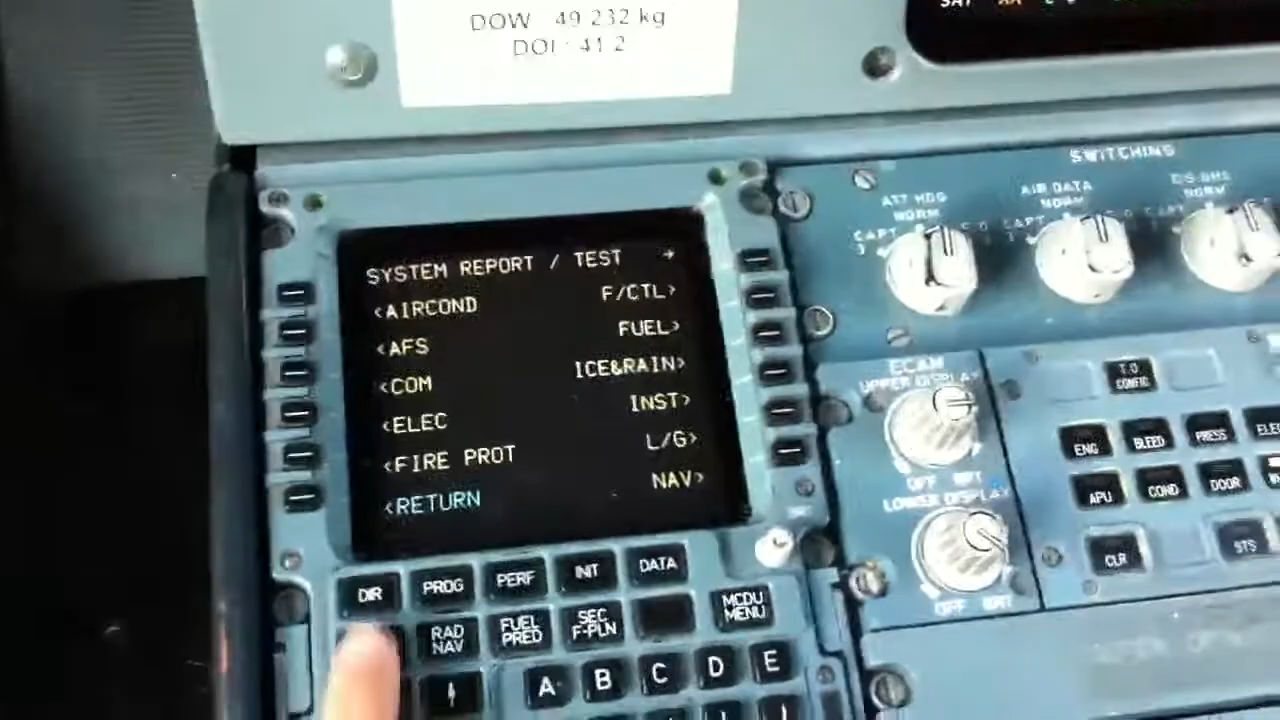 DOW 49 232 kg
DOI : 41 2
SAT
SWITCHING
ATT HDG
NORM
CAPT
3
AIR DATA
NORM
CAPT
NORM
SYSTEM REPORT / TEST →
<AIRCOND F/CTL>
<AFS FUEL>
<COM ICE&RAIN>
<ELEC INST>
<FIRE PROT L/G>
<RETURN NAV>
ECAM
UPPER DISPLAY
OFF BRT
LOWER DISPLAY
OFF BRT
T.O
CONFIG
ENG BLEED PRESS ELEC
APU COND DOOR
CLR STS
DIR PROG PERF INIT DATA
RAD
NAV
FUEL
PRED
SEC
F-PLN
MCDU
MENU
A B C D E